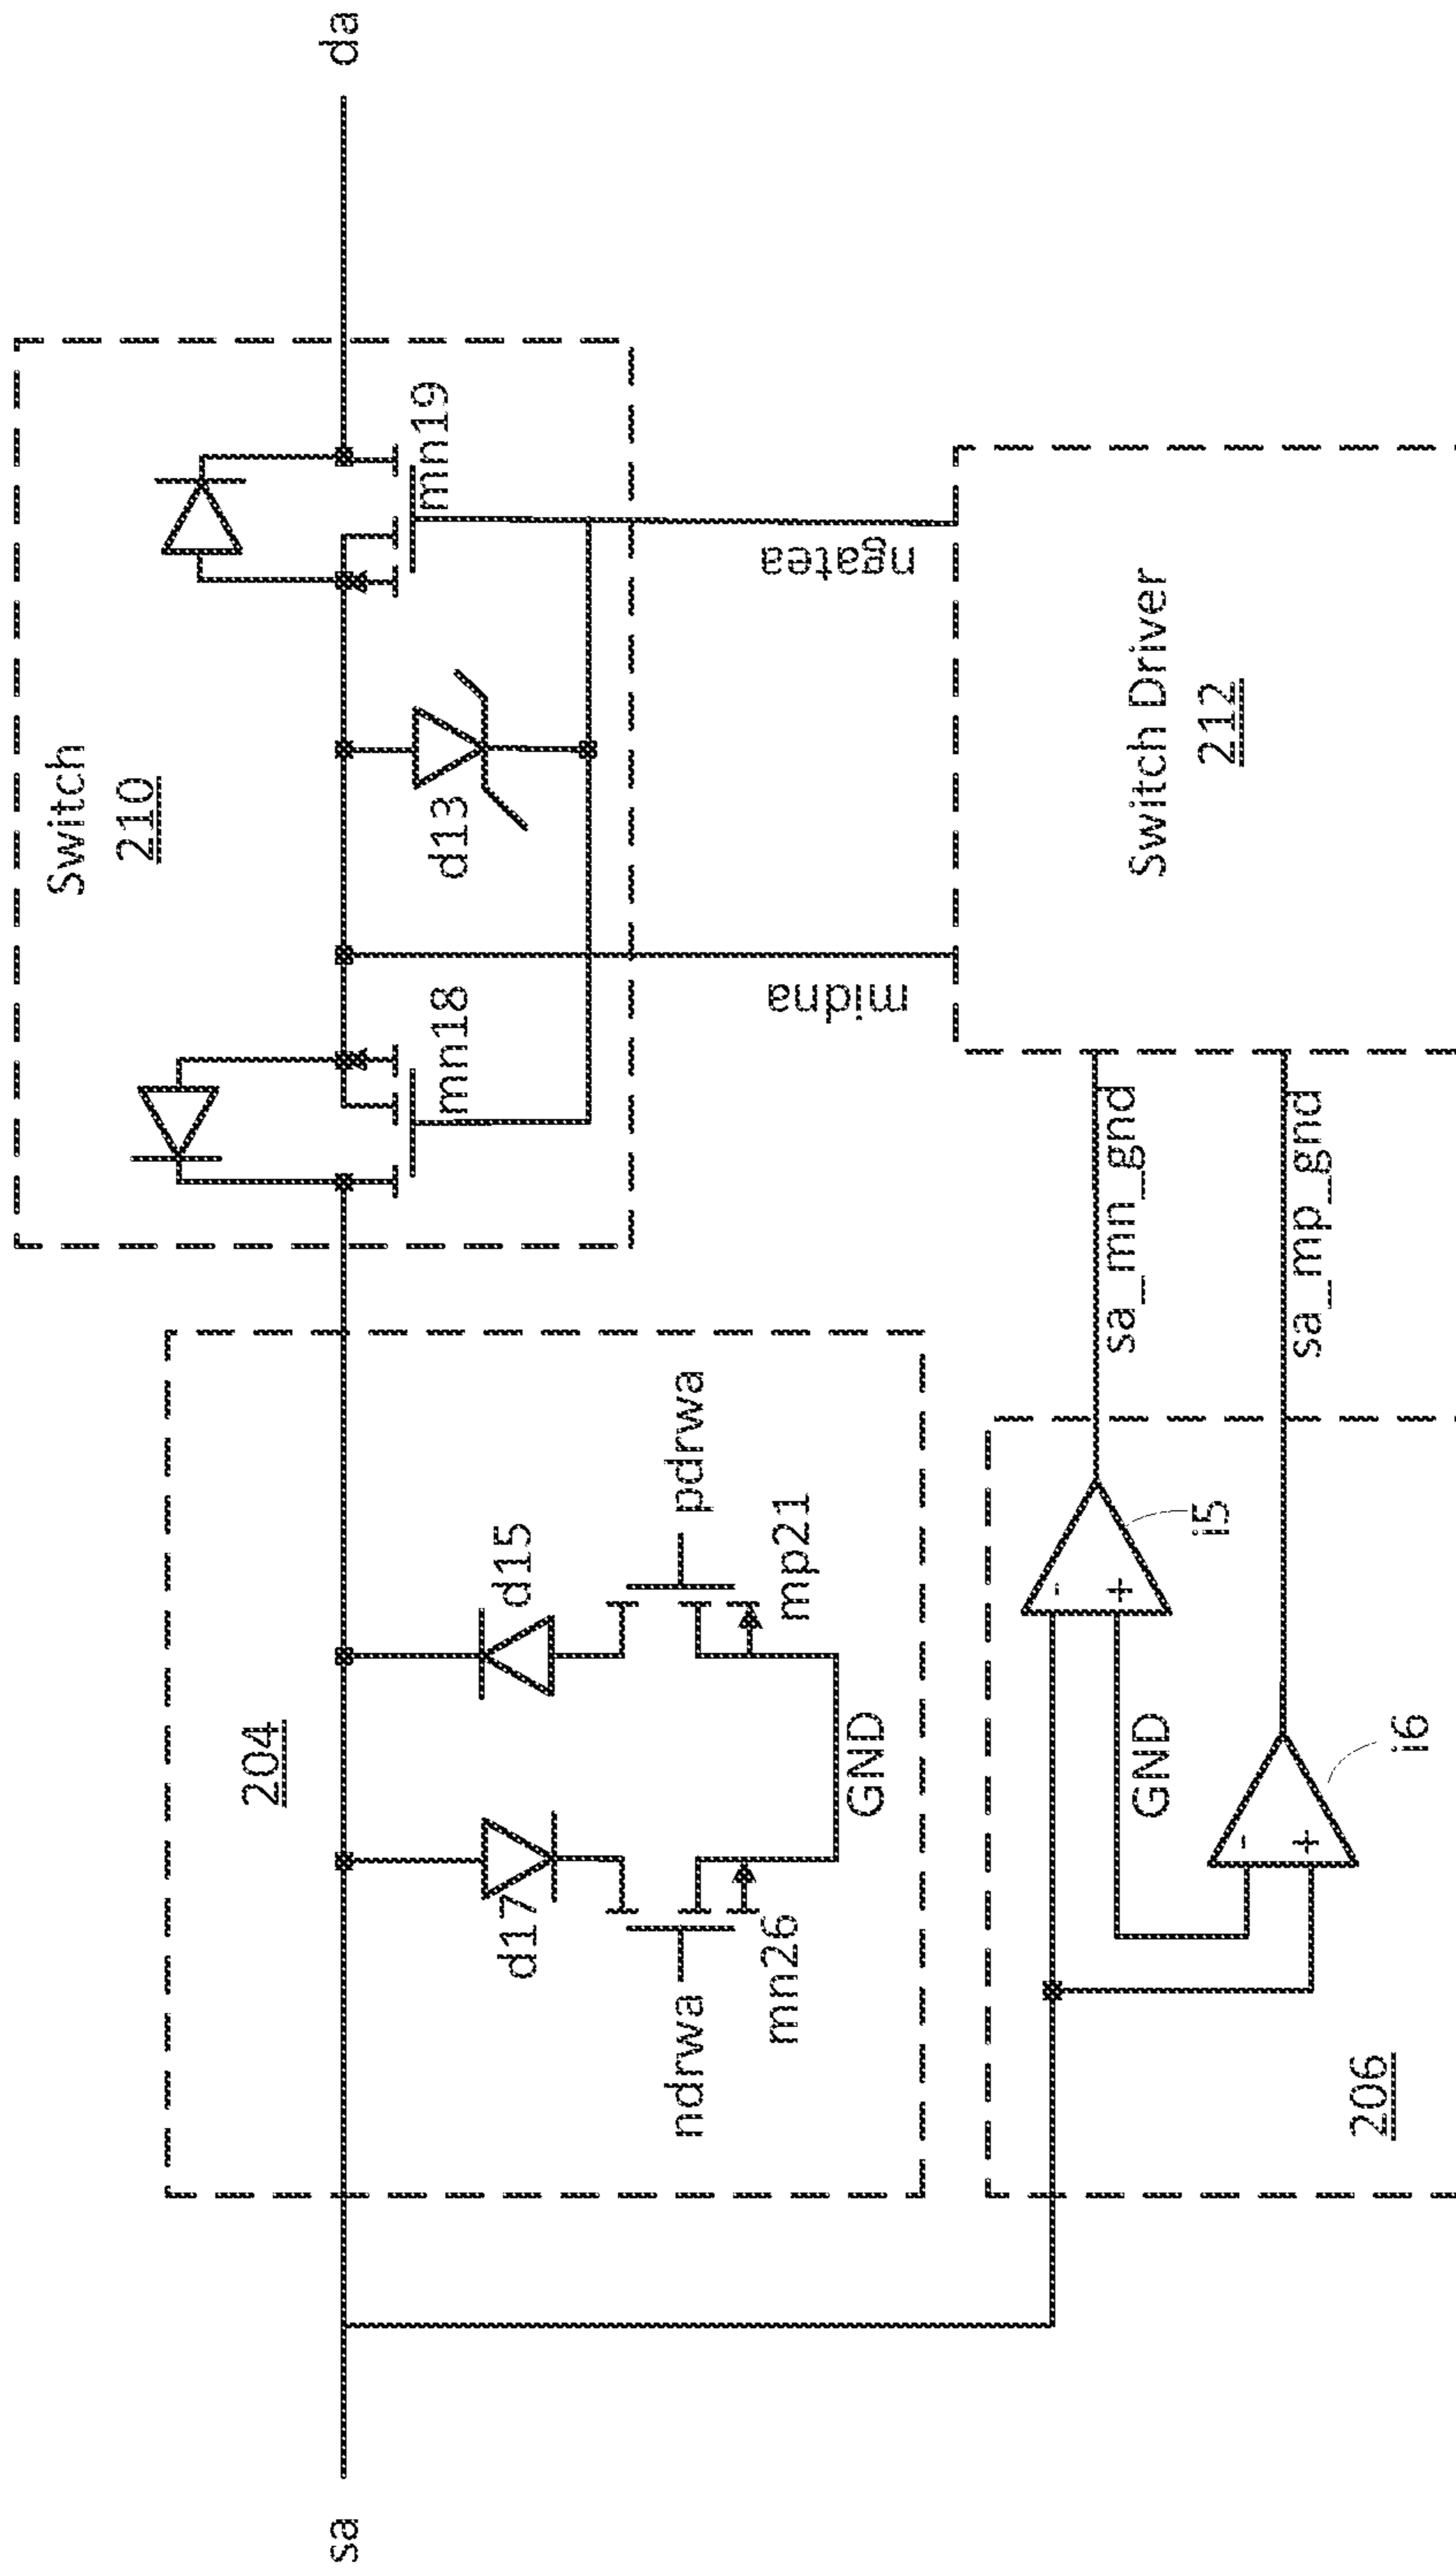 Switch
210
sa
da
mn18
mn19
d13
204
d17
d15
ndrwa
pdrwa
mn26
mp21
GND
midna
ngatea
Switch Driver
212
-
+
i5
GND
-
+
i6
206
sa_mn_gnd
sa_mp_gnd